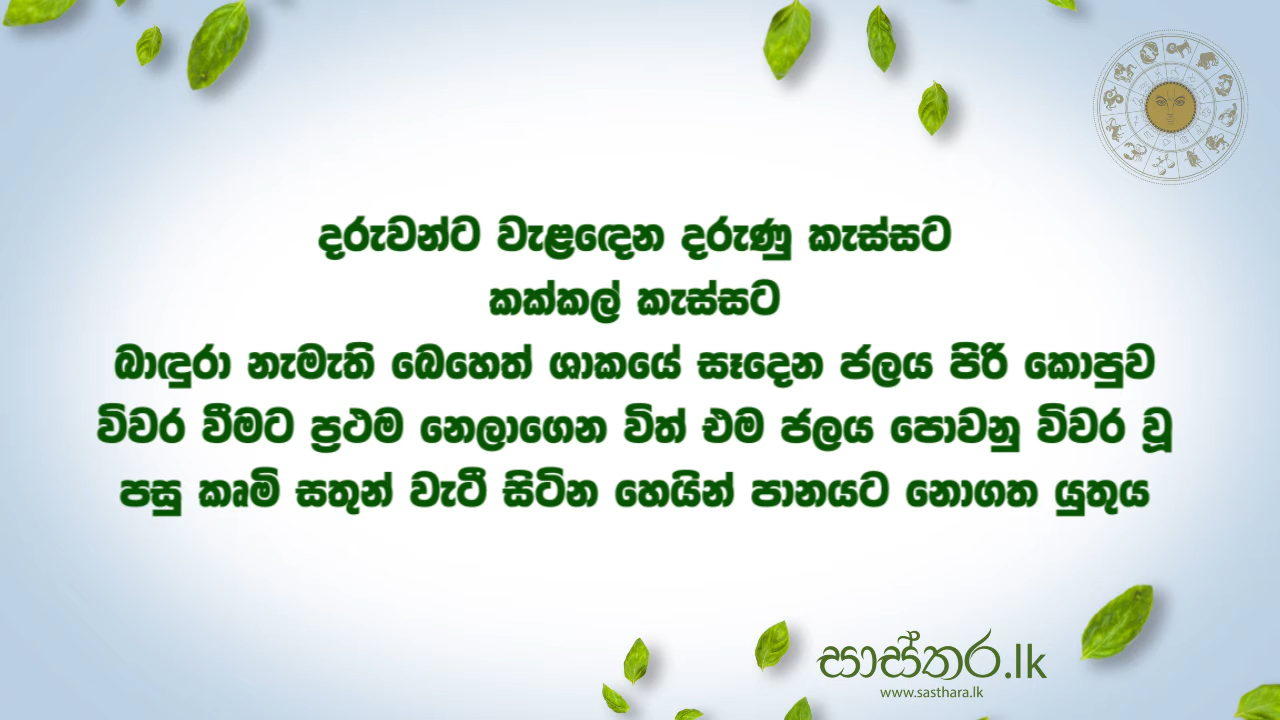 දරුවන්ට වැළඳෙන දරුණු කැස්සට
කක්කල් කැස්සට
බාඳුරා නැමැති බෙහෙත් ශාකයේ සෑදෙන ජලය පිරි කොපුව
විවර වීමට ප්‍රථම නෙලාගෙන විත් එම ජලය පොවනු විවර වූ
පසු කෘමි සතුන් වැටී සිටින හෙයින් පානයට නොගත යුතුය
සාස්තර.lk
www.sasthara.lk